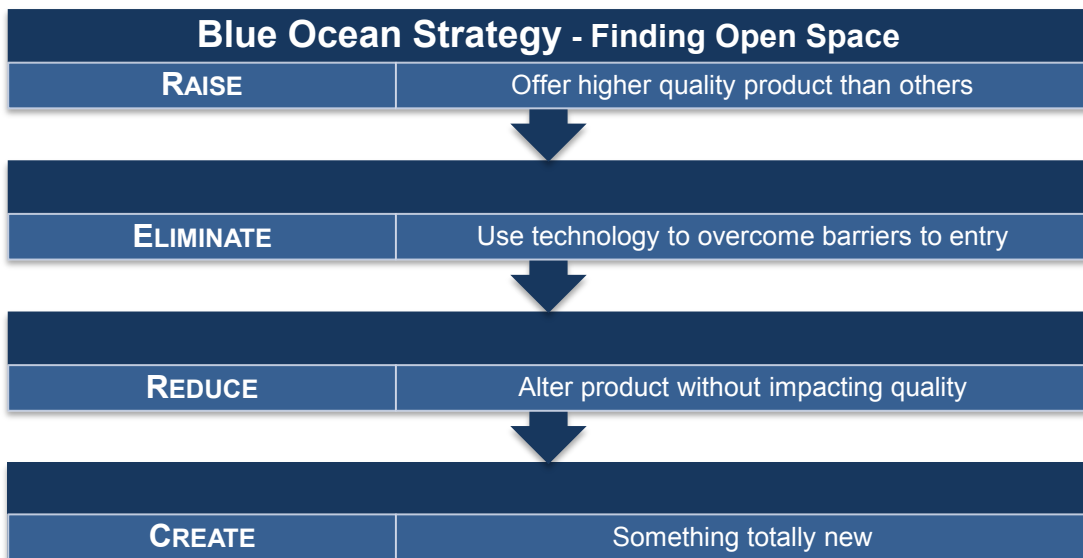 Blue Ocean Strategy - Finding Open Space
RAISE Offer higher quality product than others
ELIMINATE Use technology to overcome barriers to entry
REDUCE Alter product without impacting quality
CREATE Something totally new